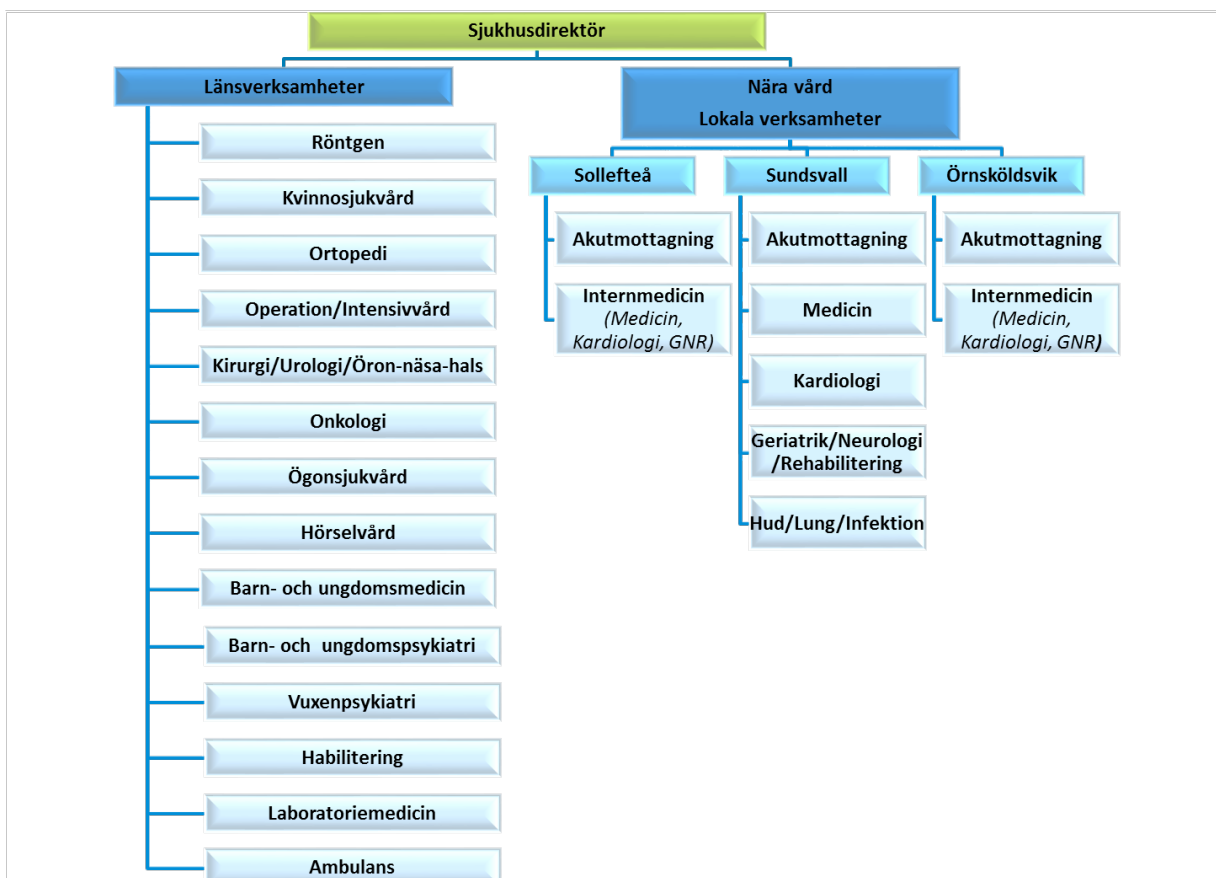 Sjukhusdirektör
Länsverksamheter
Röntgen
Kvinnosjukvård
Ortopedi
Operation/Intensivvård
Kirurgi/Urologi/Öron-näsa-hals
Onkologi
Ögonsjukvård
Hörselvård
Barn- och ungdomsmedicin
Barn- och  ungdomspsykiatri
Vuxenpsykiatri
Habilitering
Laboratoriemedicin
Ambulans
Nära vård
Lokala verksamheter
Sollefteå
Akutmottagning
Internmedicin
(Medicin,
Kardiologi, GNR)
Sundsvall
Akutmottagning
Medicin
Kardiologi
Geriatrik/Neurologi
/Rehabilitering
Hud/Lung/Infektion
Örnsköldsvik
Akutmottagning
Internmedicin
(Medicin,
Kardiologi, GNR)